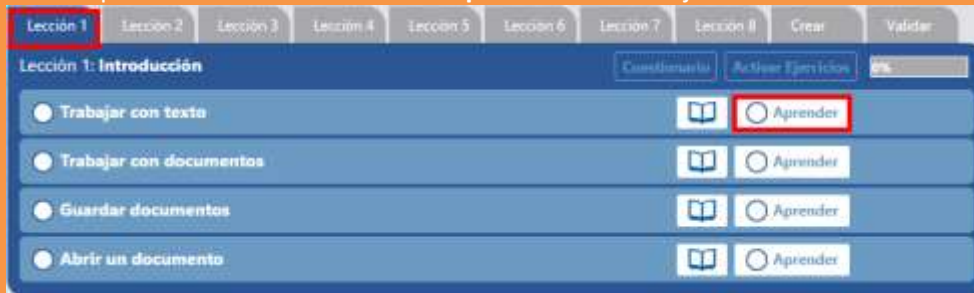 Lección 1 Lección 2 Lección 3 Lección 4 Lección 5 Lección 6 Lección 7 Lección 8 Crear Validar
Lección 1: Introducción Cuestionario Activar Ejercicios 0%
Trabajar con texto Aprender
Trabajar con documentos Aprender
Guardar documentos Aprender
Abrir un documento Aprender